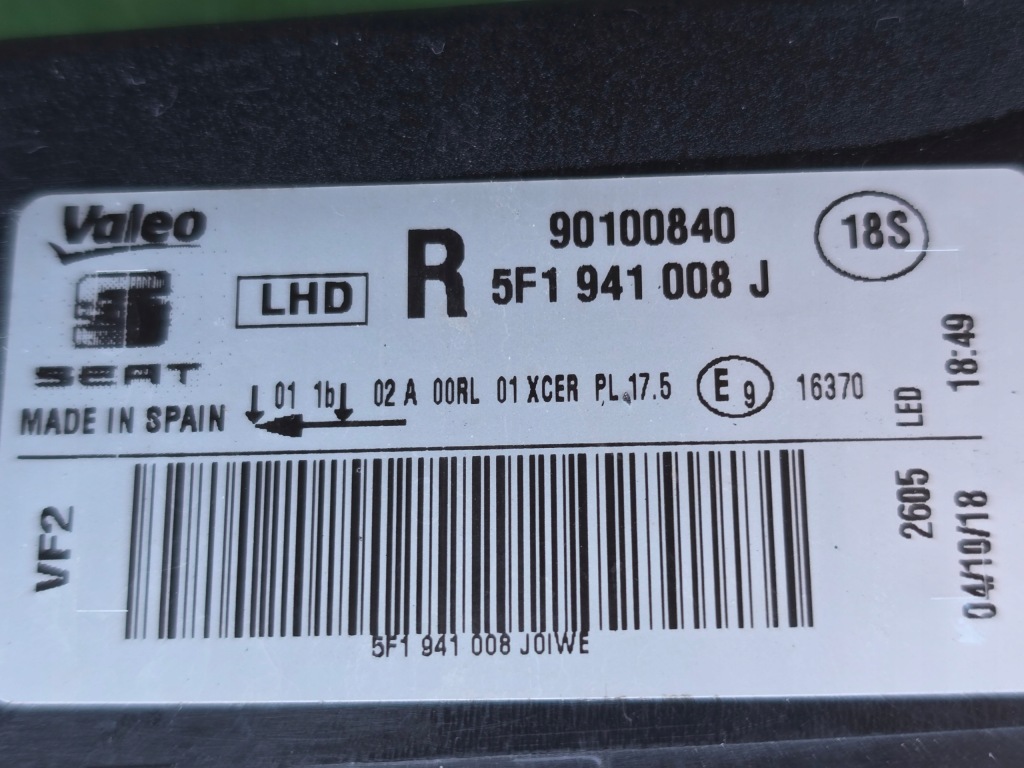 Valeo
SEAT
MADE IN SPAIN
LHD
R
90100840
5F1 941 008 J
18S
01 1b 02 A 00RL 01 XCER PL 17.5 E9 16370
LED
18:49
VF2
2605
04/10/18
5F1 941 008 J0IWE